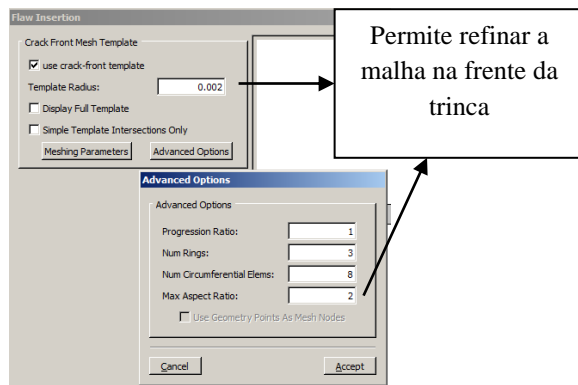 Flaw Insertion
Crack Front Mesh Template
use crack-front template
Template Radius: 0.002
Display Full Template
Simple Template Intersections Only
Meshing Parameters Advanced Options
Permite refinar a
malha na frente da
trinca
Advanced Options
Advanced Options
Progression Ratio: 1
Num Rings: 3
Num Circumferential Elems: 8
Max Aspect Ratio: 2
Use Geometry Points As Mesh Nodes
Cancel Accept